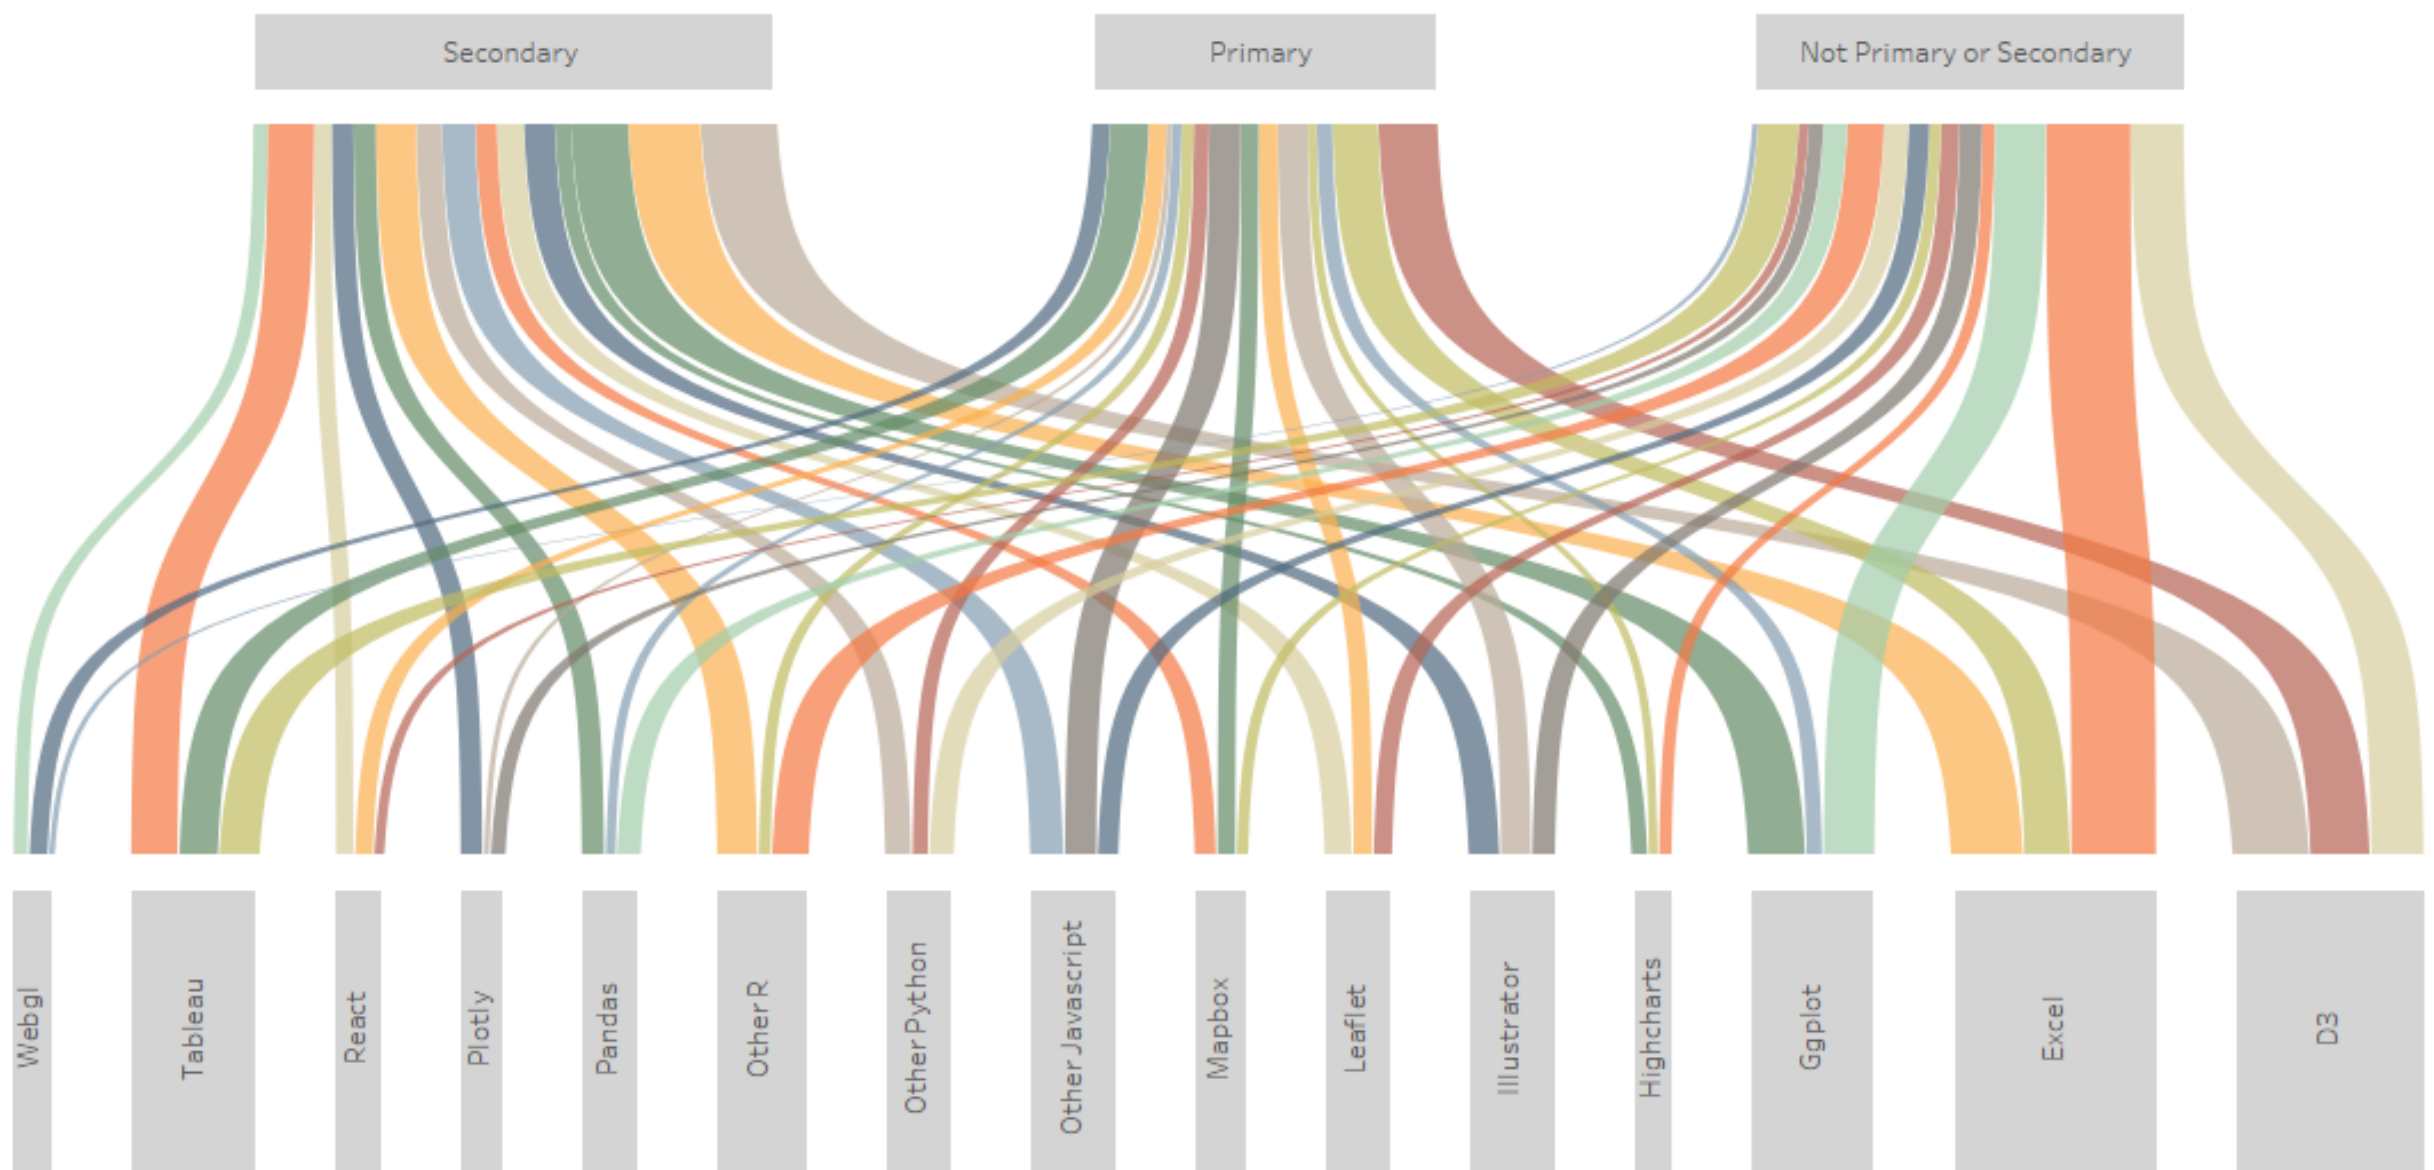 Secondary
Primary
Not Primary or Secondary
Webgl
Tableau
React
Plotly
Pandas
Other R
Other Python
Other Javascript
Mapbox
Leaflet
Illustrator
Highcharts
Ggplot
Excel
D3